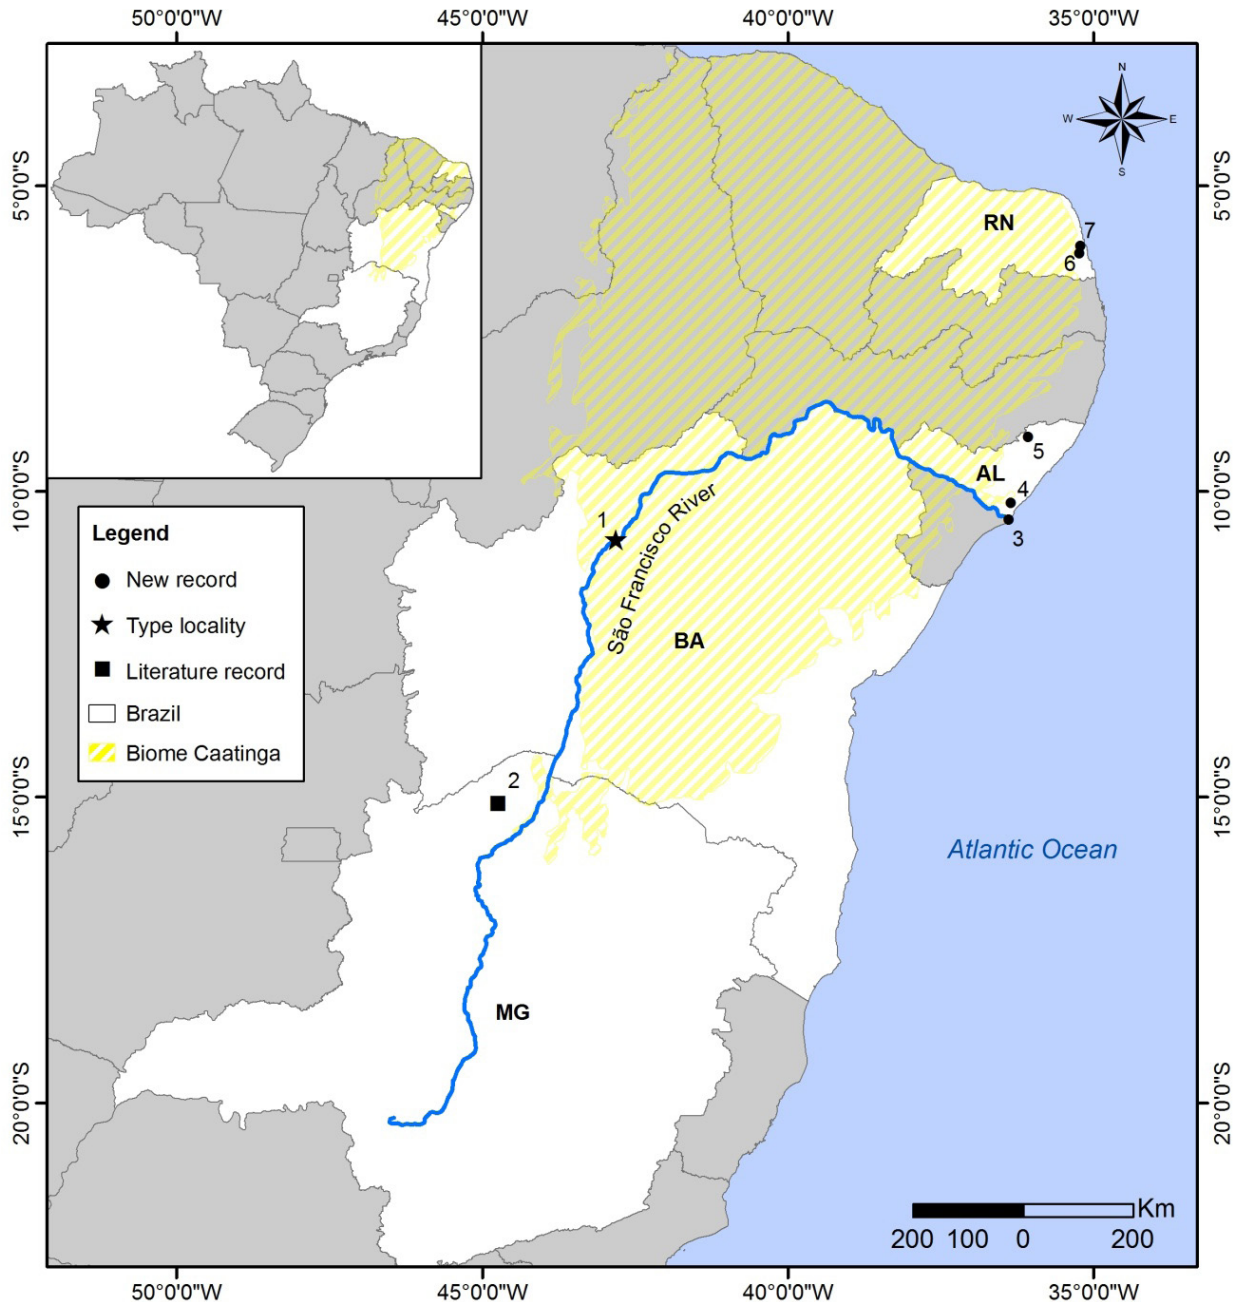 50°0'0"W 45°0'0"W 40°0'0"W 35°0'0"W
N
W E
S
5°0'0"S 5°0'0"S
RN
7
6
5
AL
10°0'0"S 10°0'0"S
4
3
1
São Francisco River
BA
Legend
New record
Type locality
Literature record
Brazil
Biome Caatinga
2
15°0'0"S 15°0'0"S
Atlantic Ocean
MG
20°0'0"S 20°0'0"S
Km
200 100 0 200
50°0'0"W 45°0'0"W 40°0'0"W 35°0'0"W